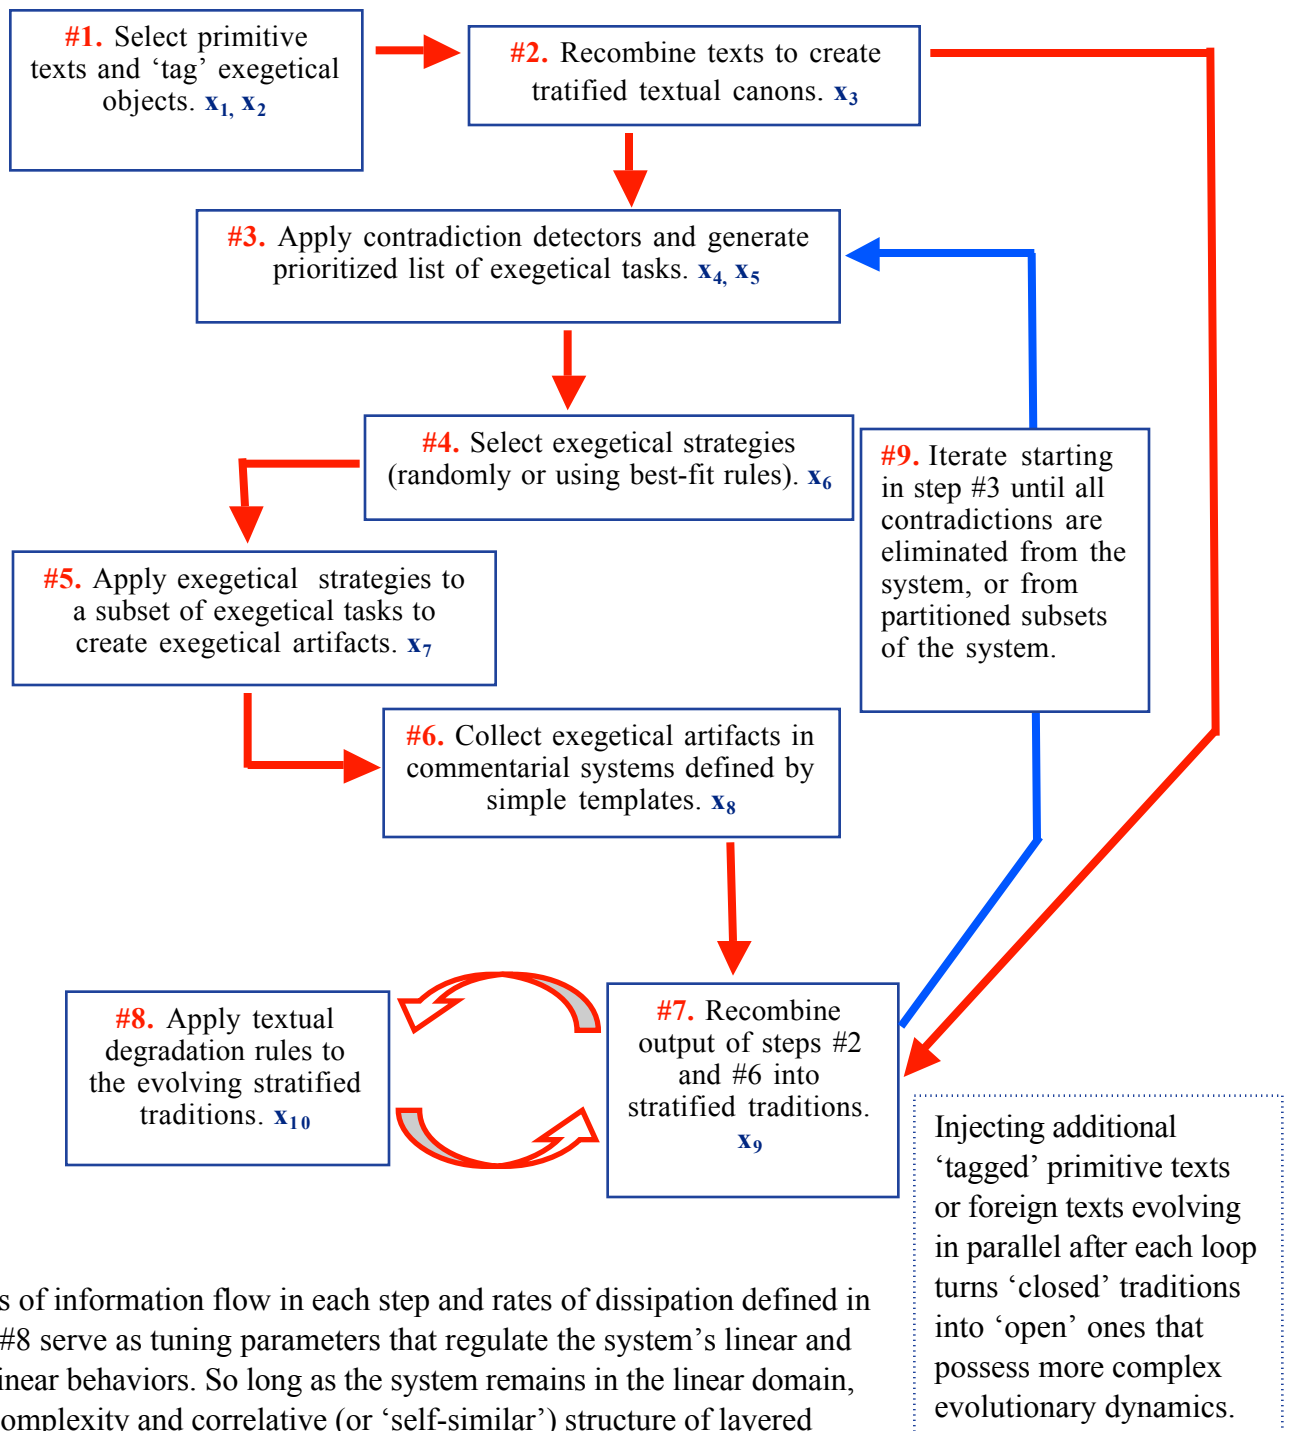 #1. Select primitive
texts and ‘tag’ exegetical
objects. x1, x2
#2. Recombine texts to create
tratified textual canons. x3
#3. Apply contradiction detectors and generate
prioritized list of exegetical tasks. x4, x5
#4. Select exegetical strategies
(randomly or using best-fit rules). x6
#9. Iterate starting
in step #3 until all
contradictions are
eliminated from the
system, or from
partitioned subsets
of the system.
#5. Apply exegetical strategies to
a subset of exegetical tasks to
create exegetical artifacts. x7
#6. Collect exegetical artifacts in
commentarial systems defined by
simple templates. x8
#7. Recombine
output of steps #2
and #6 into
stratified traditions.
x9
#8. Apply textual
degradation rules to
the evolving stratified
traditions. x10
Injecting additional
‘tagged’ primitive texts
or foreign texts evolving
in parallel after each loop
turns ‘closed’ traditions
into ‘open’ ones that
possess more complex
evolutionary dynamics.
s of information flow in each step and rates of dissipation defined in
#8 serve as tuning parameters that regulate the system’s linear and
inear behaviors. So long as the system remains in the linear domain,
omplexity and correlative (or ‘self-similar’) structure of layered